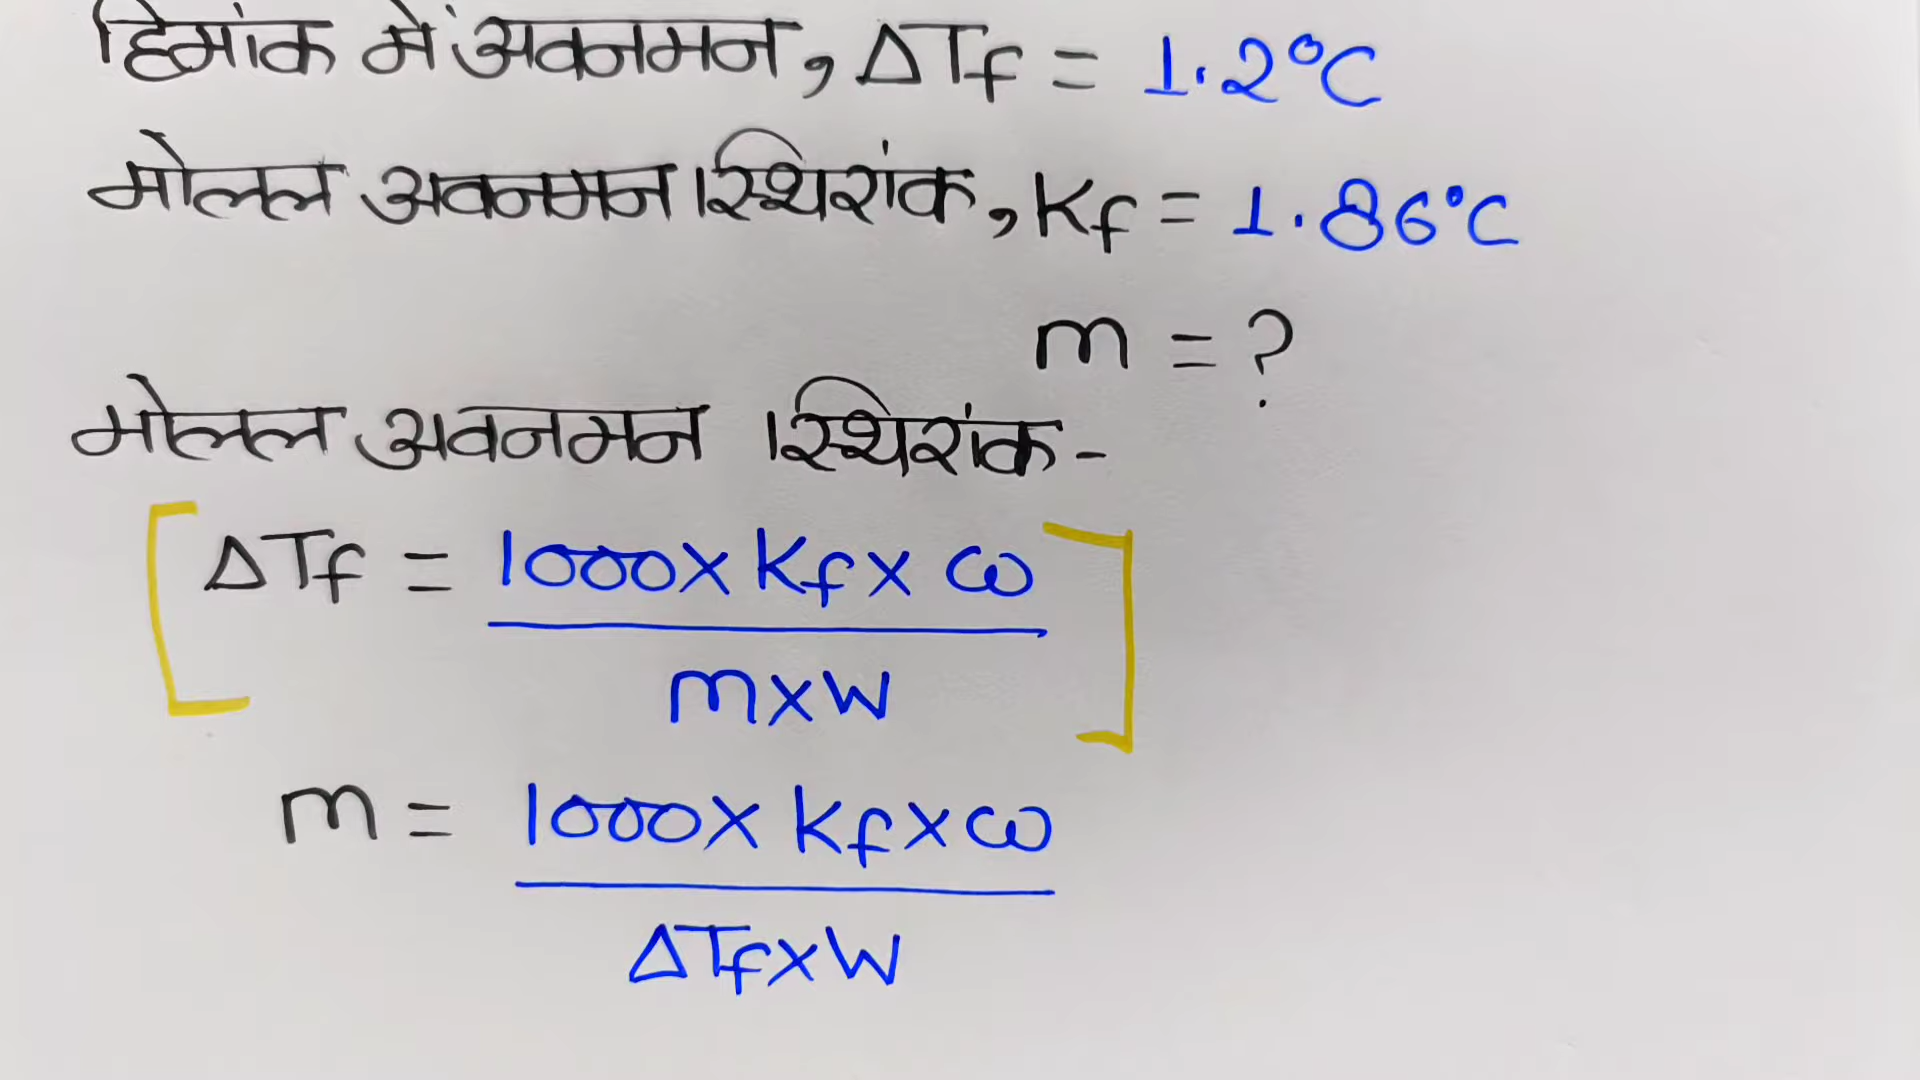 हिमांक में अवनमन, ΔTf = 1.2°C
मोलल अवनमन स्थिरांक, Kf = 1.86°C
m = ?
मोलल अवनमन स्थिरांक-
ΔTf = 1000 x Kf x ω
m x W
m = 1000 x Kf x ω
ΔTf x W